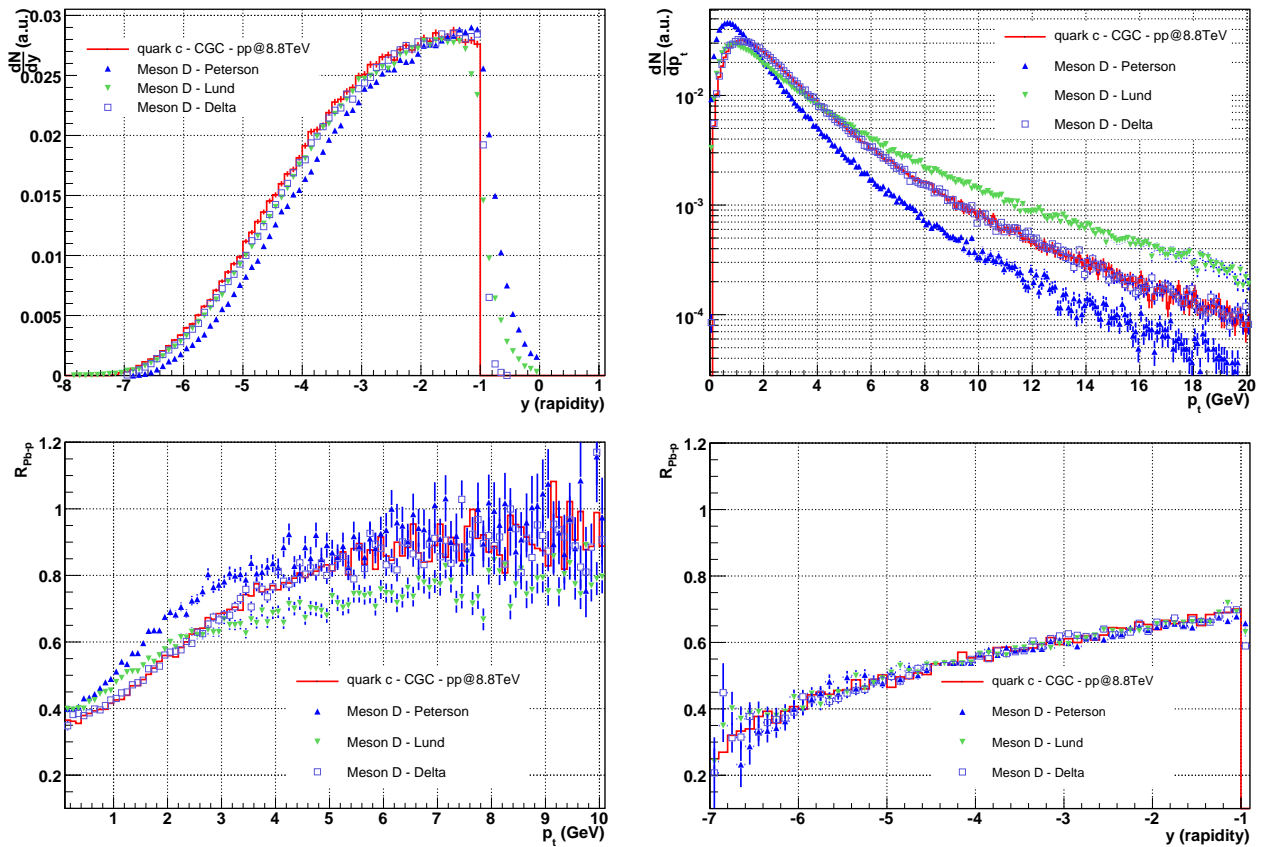 dN/dy (a.u.)
0.03
0.025
0.02
0.015
0.01
0.005
0
quark c - CGC - pp@8.8TeV
Meson D - Peterson
Meson D - Lund
Meson D - Delta
-8 -7 -6 -5 -4 -3 -2 -1 0 1
y (rapidity)
dN/dp_t (a.u.)
10^-2
10^-3
10^-4
quark c - CGC - pp@8.8TeV
Meson D - Peterson
Meson D - Lund
Meson D - Delta
0 2 4 6 8 10 12 14 16 18 20
p_t (GeV)
R_Pb-p
1.2
1
0.8
0.6
0.4
0.2
quark c - CGC - pp@8.8TeV
Meson D - Peterson
Meson D - Lund
Meson D - Delta
1 2 3 4 5 6 7 8 9 10
p_t (GeV)
R_Pb-p
1.2
1
0.8
0.6
0.4
0.2
quark c - CGC - pp@8.8TeV
Meson D - Peterson
Meson D - Lund
Meson D - Delta
-7 -6 -5 -4 -3 -2 -1
y (rapidity)